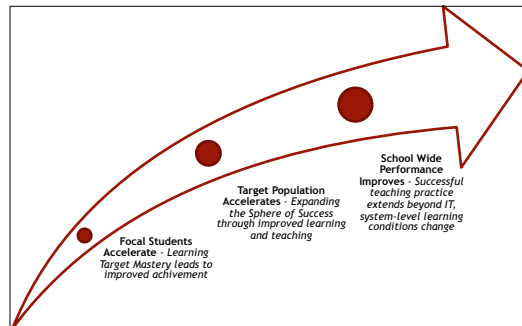 Focal Students
Accelerate - Learning
Target Mastery leads to
improved achivement
Target Population
Accelerates - Expanding
the Sphere of Success
through improved learning
and teaching
School Wide
Performance
Improves - Successful
teaching practice
extends beyond IT,
system-level learning
conditions change